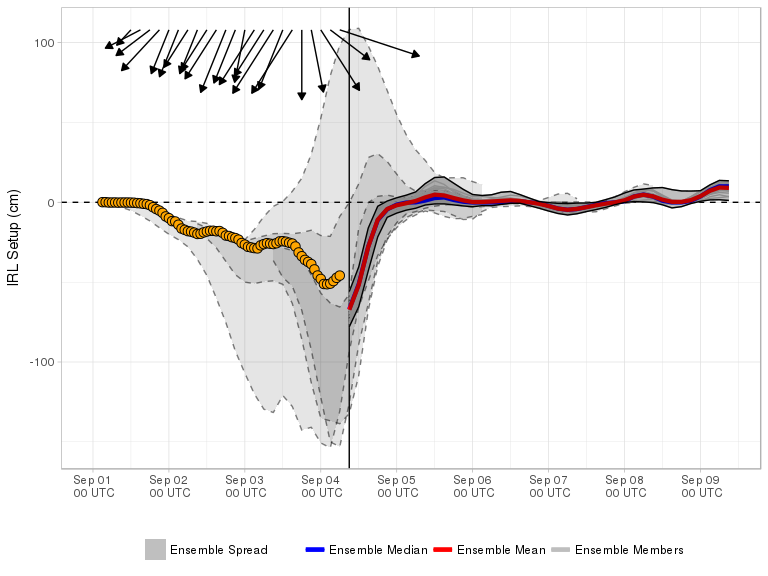 100
0
-100
IRL Setup (cm)
Sep 01 Sep 02 Sep 03 Sep 04 Sep 05 Sep 06 Sep 07 Sep 08 Sep 09
00 UTC 00 UTC 00 UTC 00 UTC 00 UTC 00 UTC 00 UTC 00 UTC 00 UTC
Ensemble Spread Ensemble Median Ensemble Mean Ensemble Members